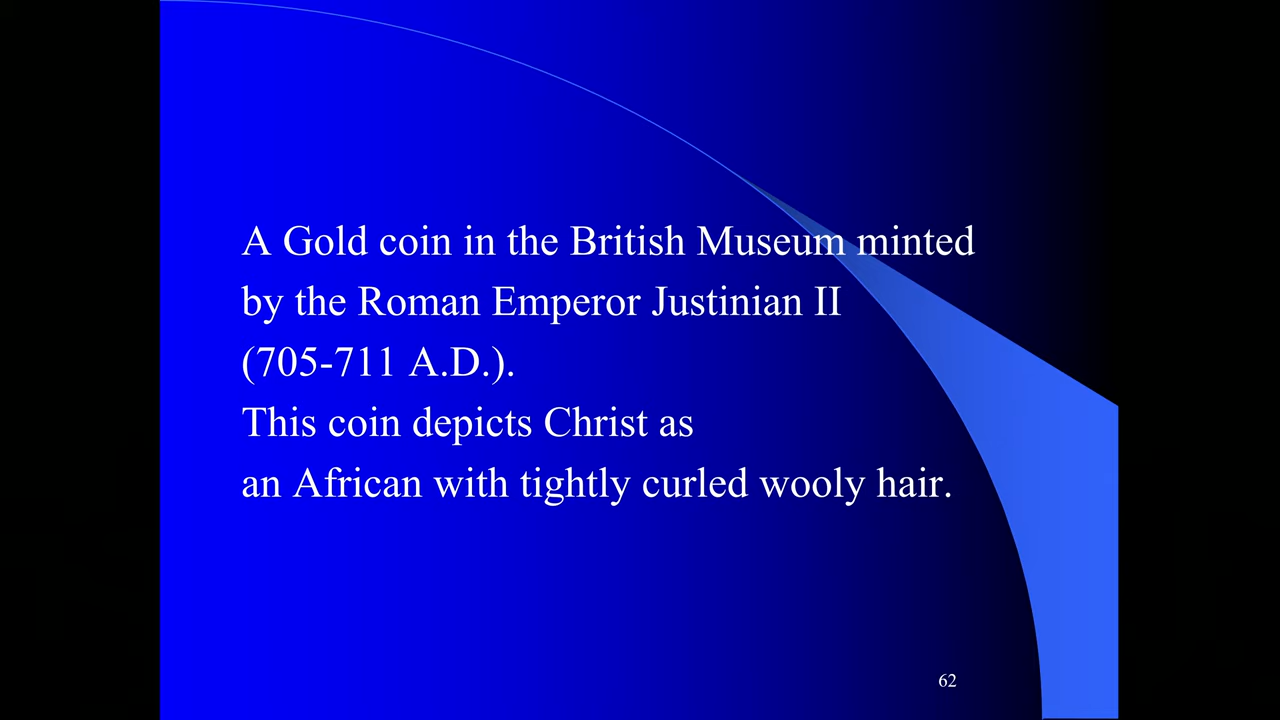 A Gold coin in the British Museum minted
by the Roman Emperor Justinian II
(705-711 A.D.).
This coin depicts Christ as
an African with tightly curled wooly hair.
62